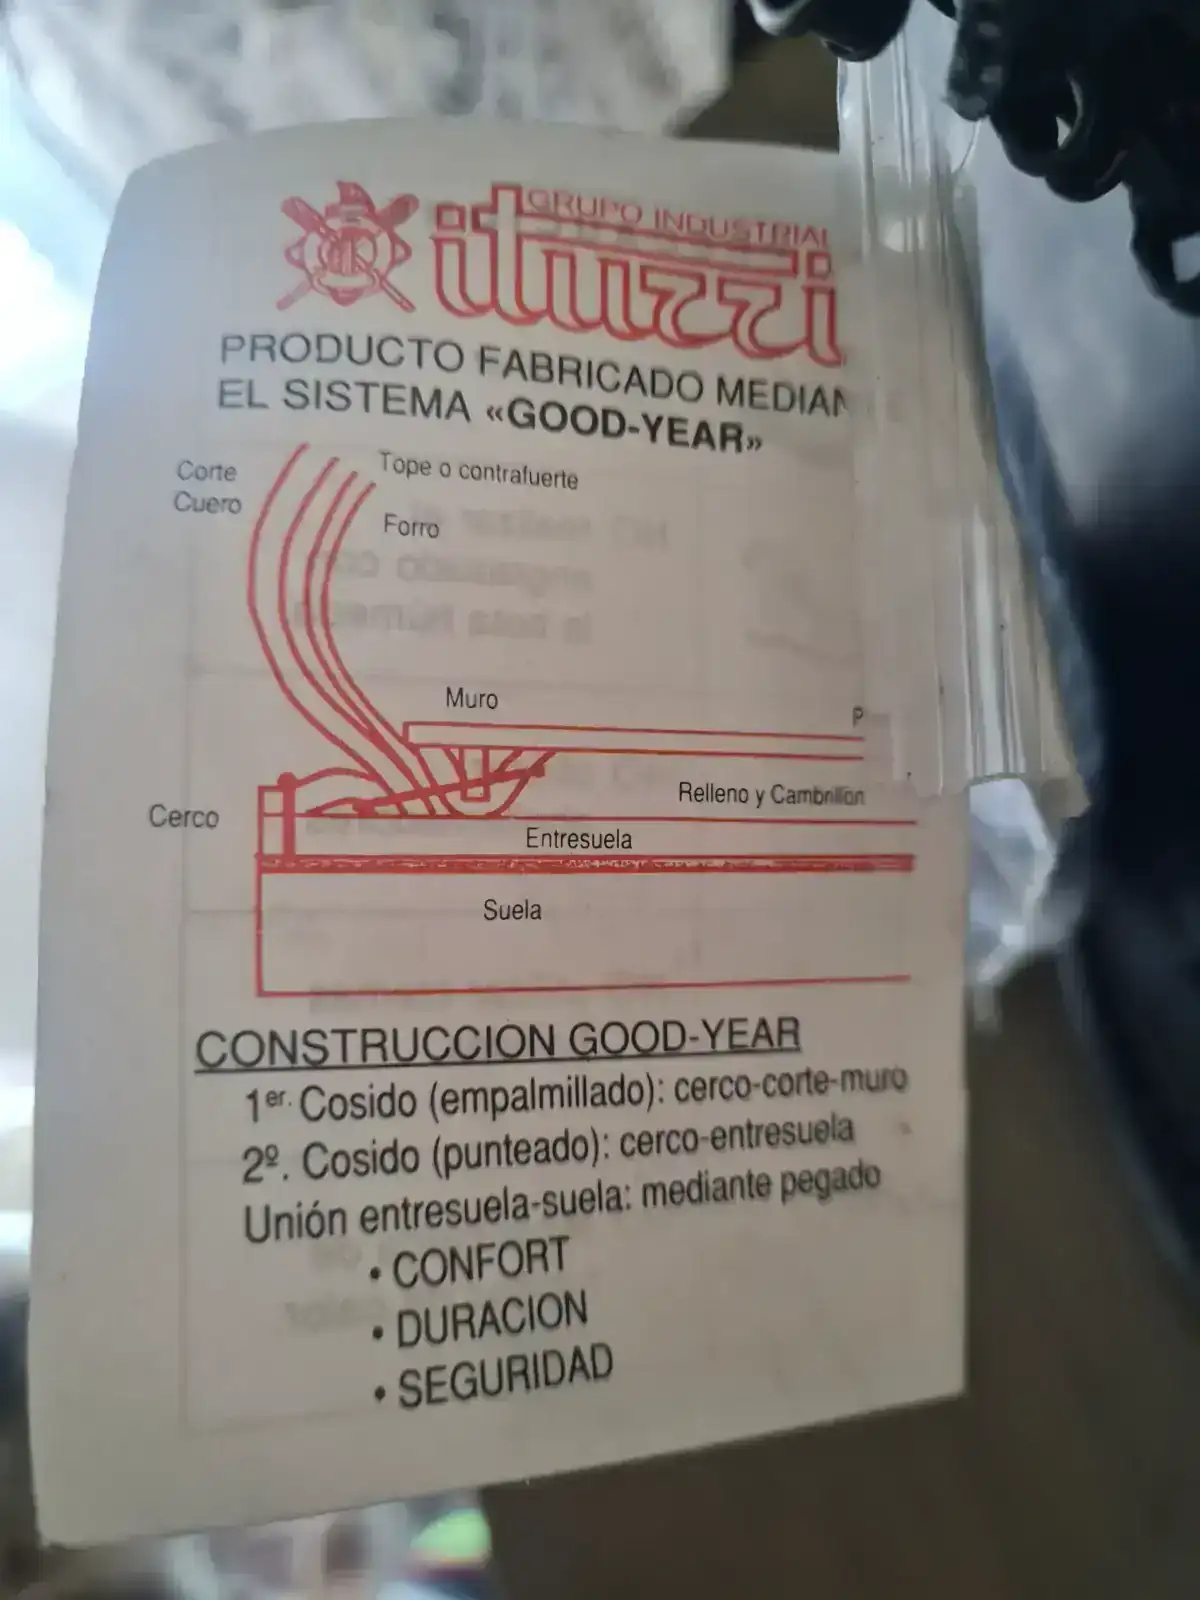 GRUPO INDUSTRIAL
ituzzi
PRODUCTO FABRICADO MEDIAN
EL SISTEMA «GOOD-YEAR»
Corte
Cuero
Tope o contrafuerte
Forro
Muro
P
Relleno y Cambrillon
Cerco
Entresuela
Suela
CONSTRUCCION GOOD-YEAR
1er. Cosido (empalmillado): cerco-corte-muro
2º. Cosido (punteado): cerco-entresuela
Unión entresuela-suela: mediante pegado
• CONFORT
• DURACION
• SEGURIDAD